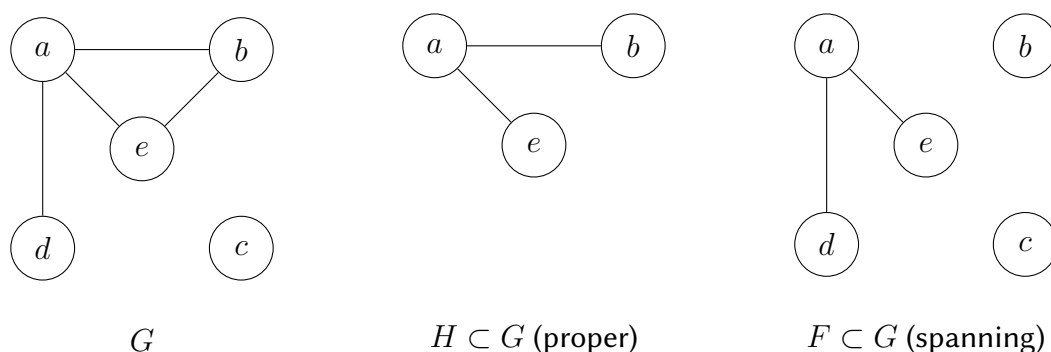 a b a b a b
e e e
d c d c
G H ⊂ G (proper) F ⊂ G (spanning)